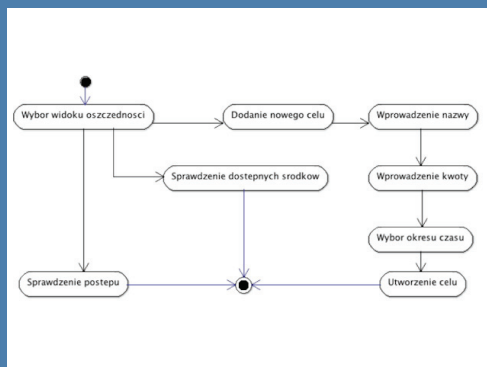 Wybor widoku oszczednosci
Dodanie nowego celu
Wprowadzenie nazwy
Sprawdzenie dostepnych srodkow
Wprowadzenie kwoty
Wybor okresu czasu
Sprawdzenie postepu
Utworzenie celu